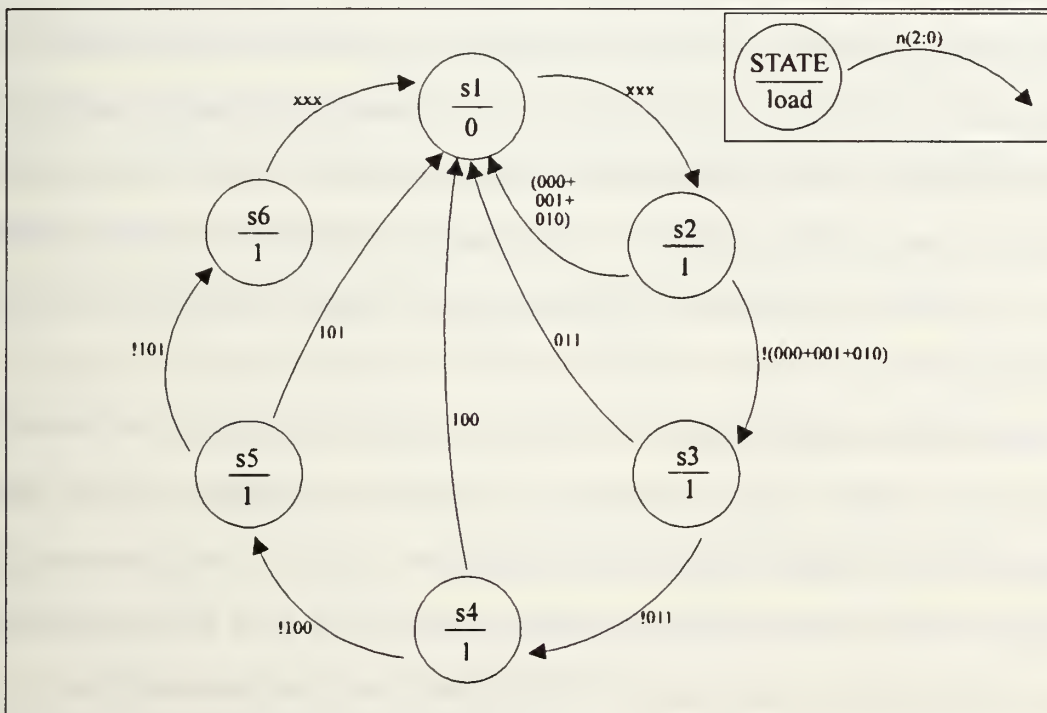 n(2:0)
STATE
load
s1
0
xxx
xxx
(000+
001+
010)
s6
1
s2
1
!101
101
011
!(000+001+010)
100
s5
1
s3
1
!100
s4
1
!011